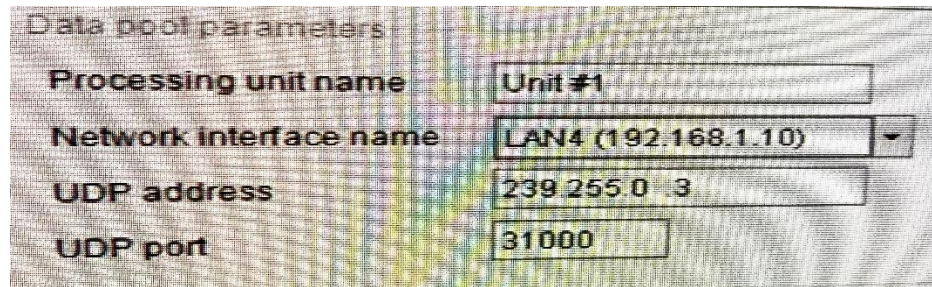 Data pool parameters
Processing unit name Unit #1
Network interface name LAN4 (192.168.1.10)
UDP address 239.255.0 .3
UDP port 31000